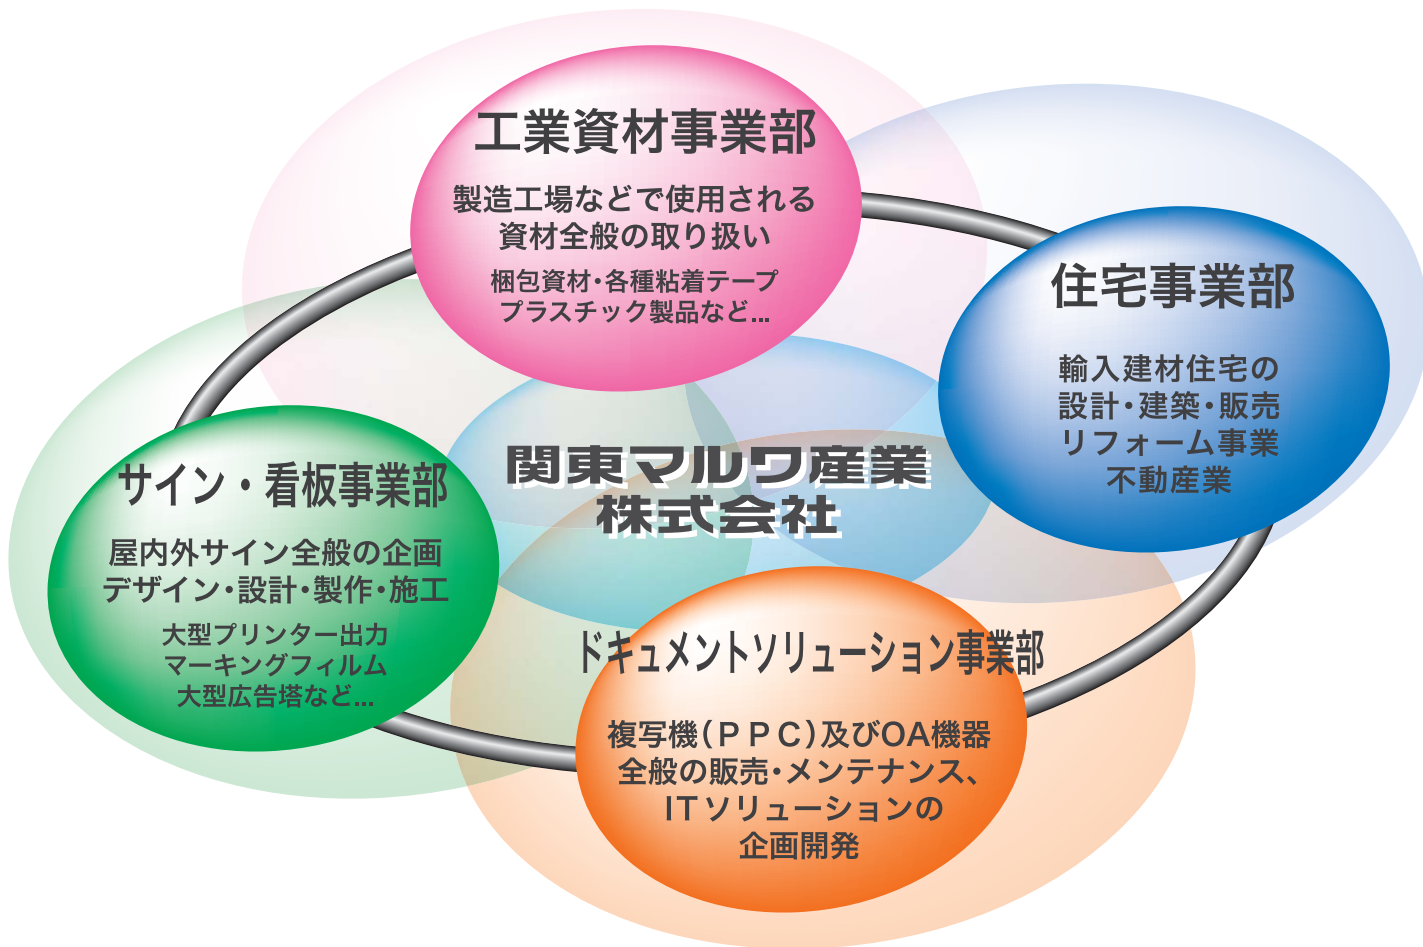 工業資材事業部
製造工場などで使用される
資材全般の取り扱い
梱包資材・各種粘着テープ
プラスチック製品など...
住宅事業部
輸入建材住宅の
設計・建築・販売
リフォーム事業
不動産業
関東マルワ産業
株式会社
サイン・看板事業部
屋内外サイン全般の企画
デザイン・設計・製作・施工
大型プリンター出力
マーキングフィルム
大型広告塔など...
ドキュメントソリューション事業部
複写機(ＰＰＣ)及びOA機器
全般の販売・メンテナンス、
ITソリューションの
企画開発